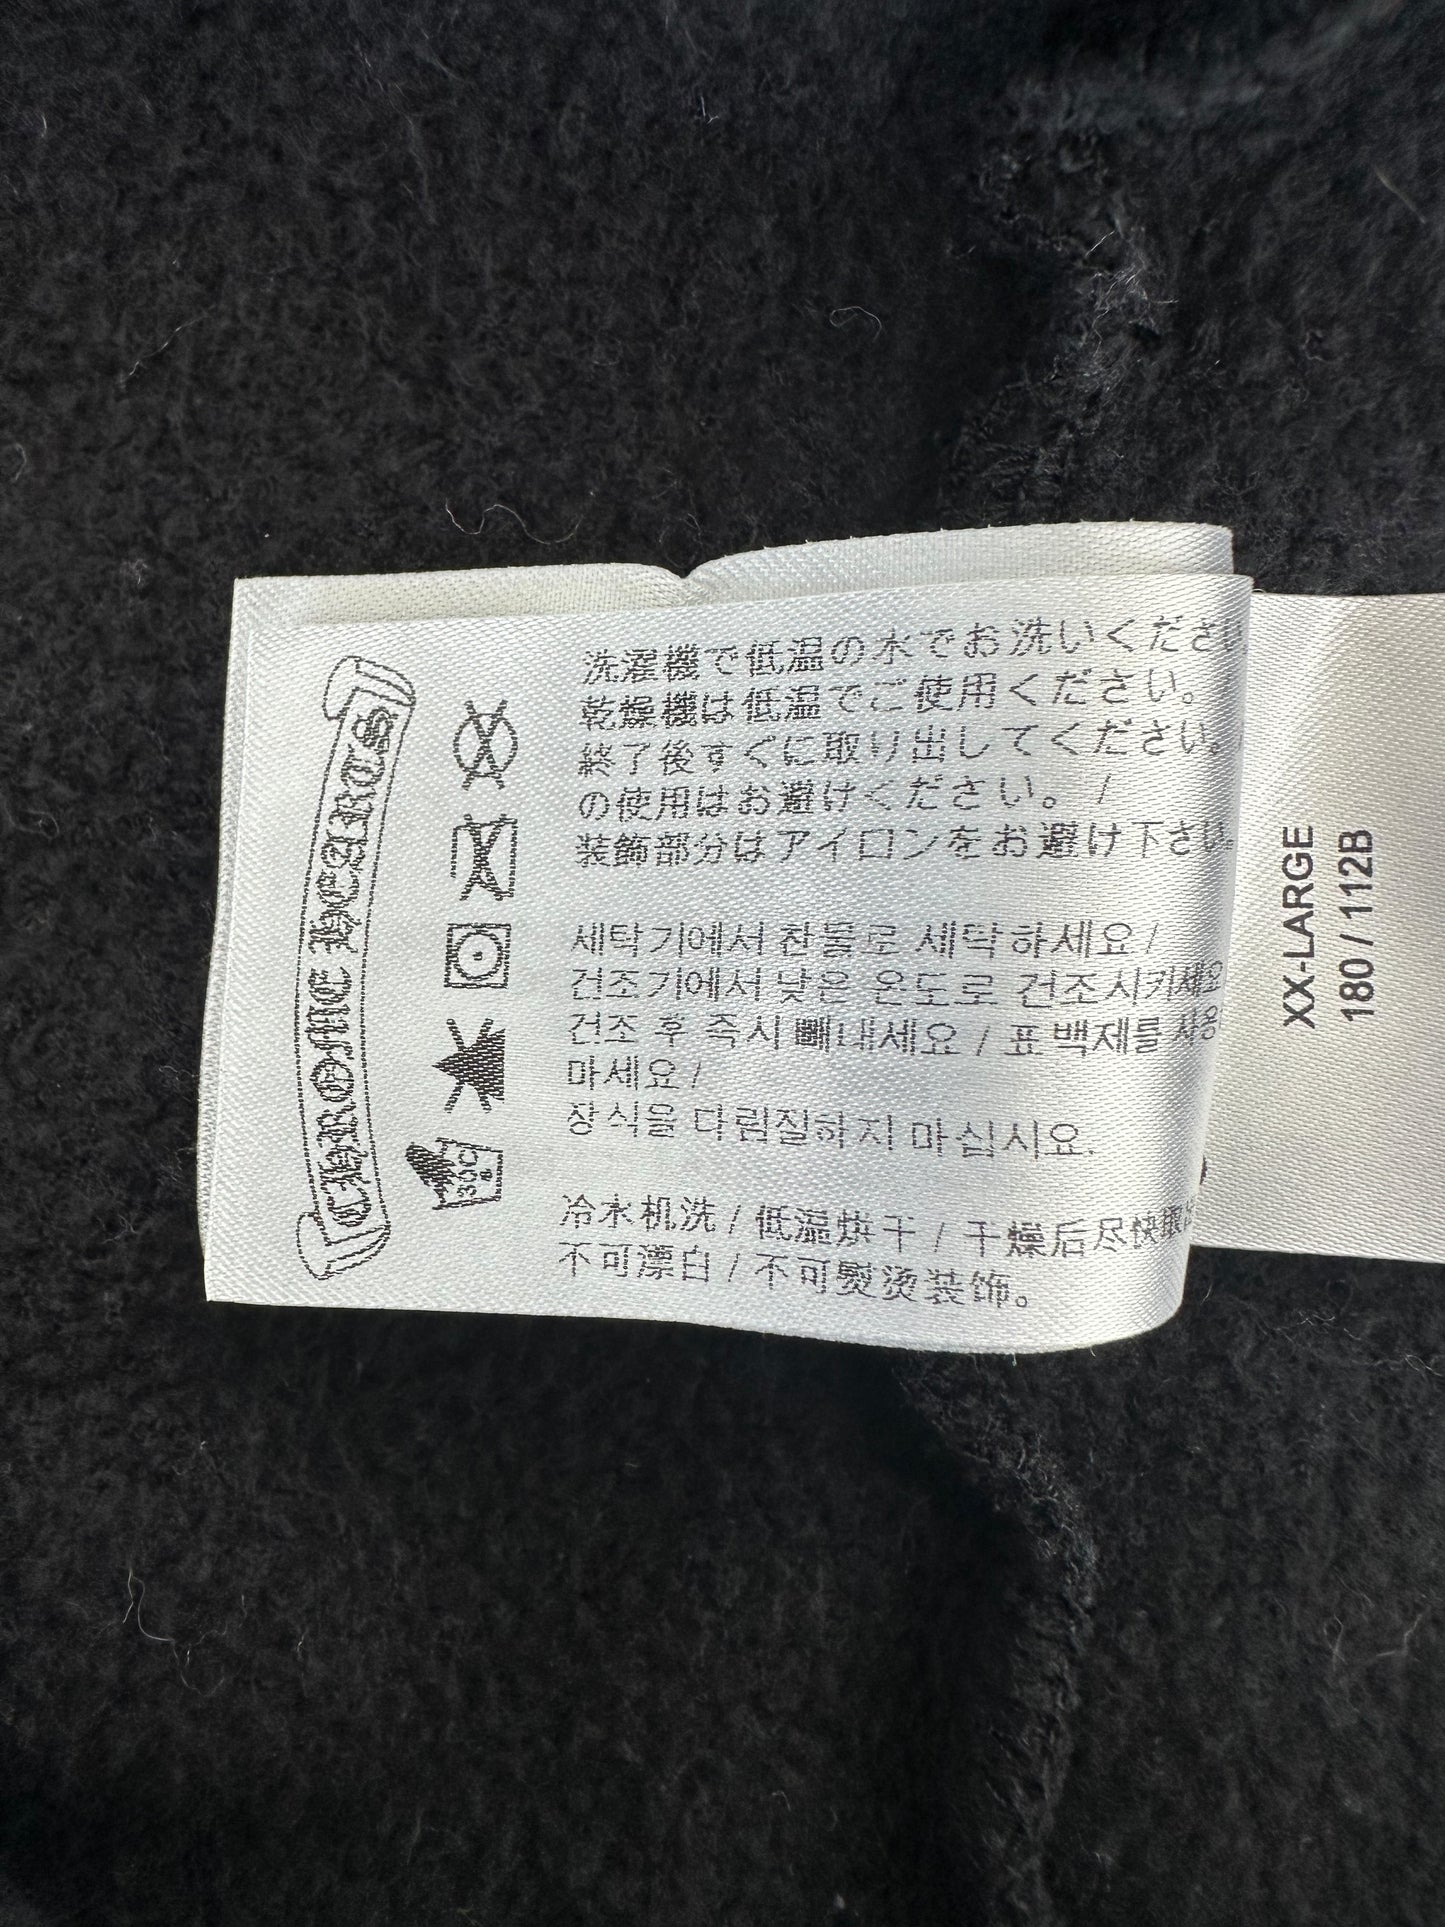 CHROME HEARTS
30C
洗濯機で低温の水でお洗いくださ
乾燥機は低温でご使用ください。
終了後すぐに取り出してください。
の使用はお避けください。 /
装飾部分はアイロンをお避け下さい。
세탁기에서 찬물로 세탁하세요 /
건조기에서 낮은 온도로 건조시키세요
건조 후 즉시 빼내세요 / 표백제를 사용
마세요 /
장식을 다림질하지 마십시요.
冷水机洗 / 低温烘干 / 干燥后尽快取
不可漂白 / 不可熨烫装饰。
XX-LARGE
180 / 112B